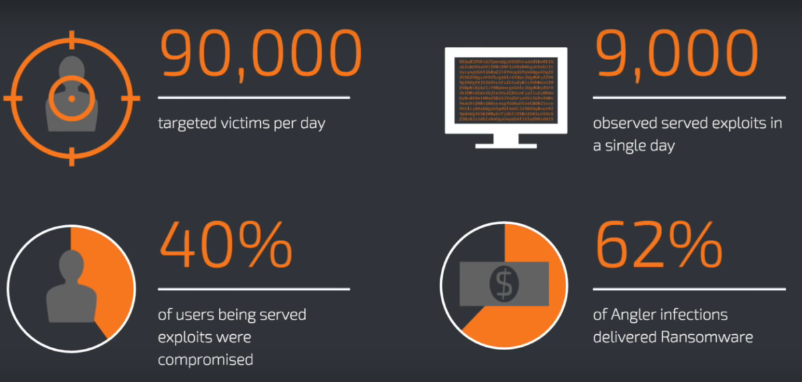 90,000
targeted victims per day
9,000
observed served exploits in
a single day
40%
of users being served
exploits were
compromised
$
62%
of Angler infections
delivered Ransomware